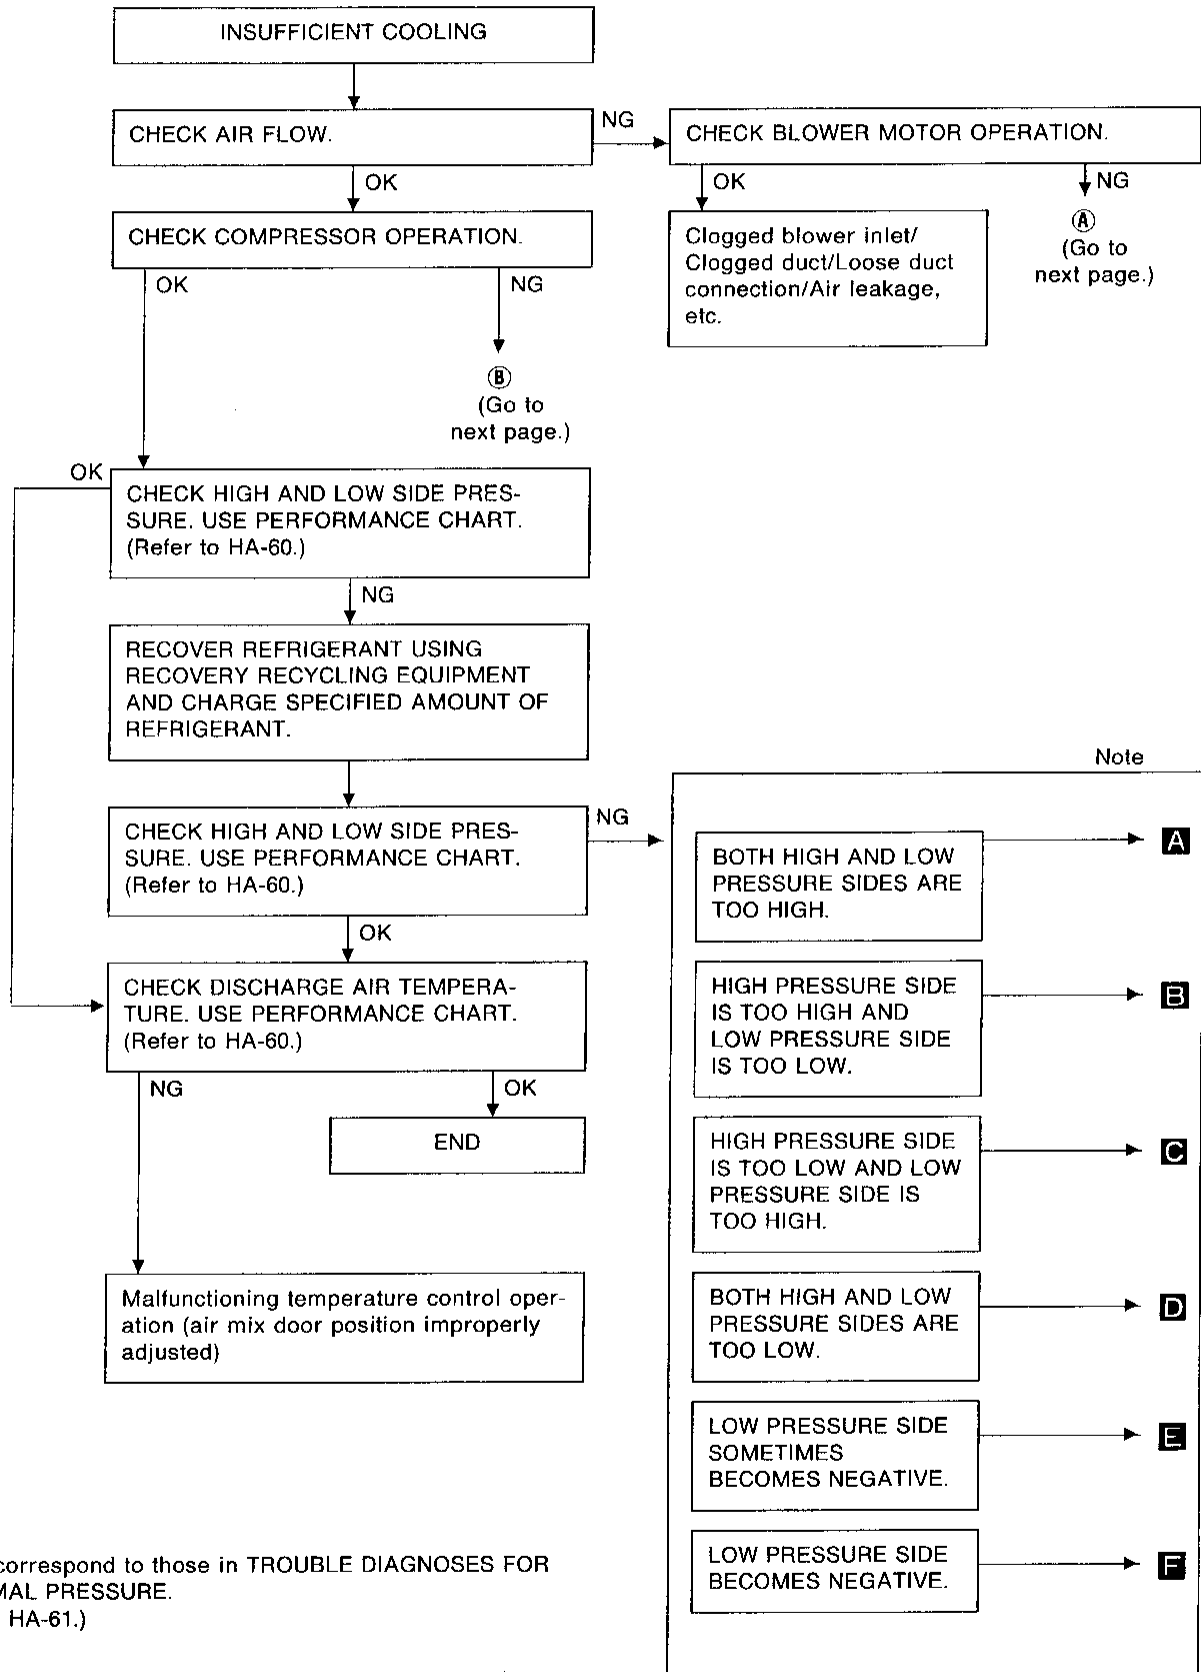 INSUFFICIENT COOLING
CHECK AIR FLOW.
NG
CHECK BLOWER MOTOR OPERATION.
OK
OK
NG
CHECK COMPRESSOR OPERATION.
Clogged blower inlet/
Clogged duct/Loose duct
connection/Air leakage,
etc.
Ⓐ
(Go to
next page.)
OK
NG
Ⓑ
(Go to
next page.)
OK
CHECK HIGH AND LOW SIDE PRES-
SURE. USE PERFORMANCE CHART.
(Refer to HA-60.)
NG
RECOVER REFRIGERANT USING
RECOVERY RECYCLING EQUIPMENT
AND CHARGE SPECIFIED AMOUNT OF
REFRIGERANT.
Note
CHECK HIGH AND LOW SIDE PRES-
SURE. USE PERFORMANCE CHART.
(Refer to HA-60.)
NG
BOTH HIGH AND LOW
PRESSURE SIDES ARE
TOO HIGH.
A
OK
CHECK DISCHARGE AIR TEMPERA-
TURE. USE PERFORMANCE CHART.
(Refer to HA-60.)
HIGH PRESSURE SIDE
IS TOO HIGH AND
LOW PRESSURE SIDE
IS TOO LOW.
B
NG
OK
END
HIGH PRESSURE SIDE
IS TOO LOW AND LOW
PRESSURE SIDE IS
TOO HIGH.
C
Malfunctioning temperature control oper-
ation (air mix door position improperly
adjusted)
BOTH HIGH AND LOW
PRESSURE SIDES ARE
TOO LOW.
D
LOW PRESSURE SIDE
SOMETIMES
BECOMES NEGATIVE.
E
LOW PRESSURE SIDE
BECOMES NEGATIVE.
F
correspond to those in TROUBLE DIAGNOSES FOR
MAL PRESSURE.
HA-61.)